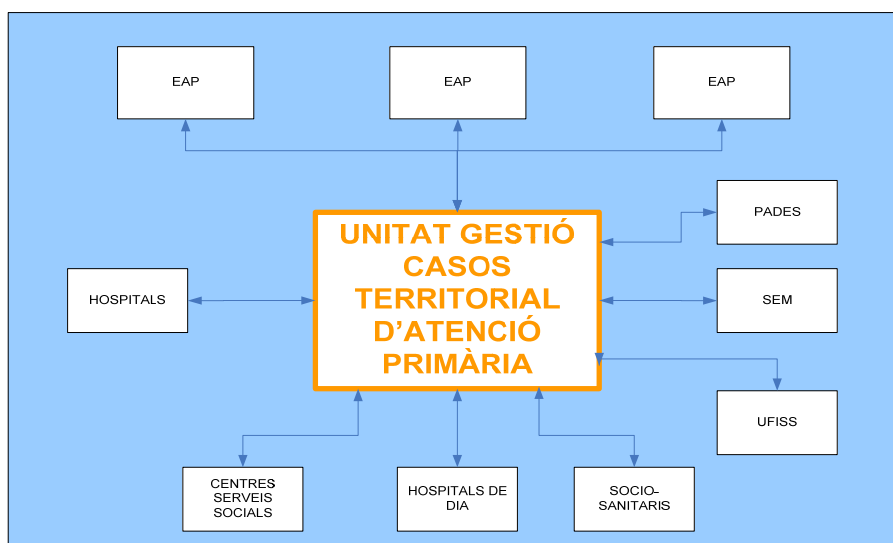 EAP
EAP
EAP
UNITAT GESTIÓ
CASOS
TERRITORIAL
D’ATENCIÓ
PRIMÀRIA
PADES
HOSPITALS
SEM
UFISS
CENTRES
SERVEIS
SOCIALS
HOSPITALS DE
DIA
SOCIO-
SANITARIS